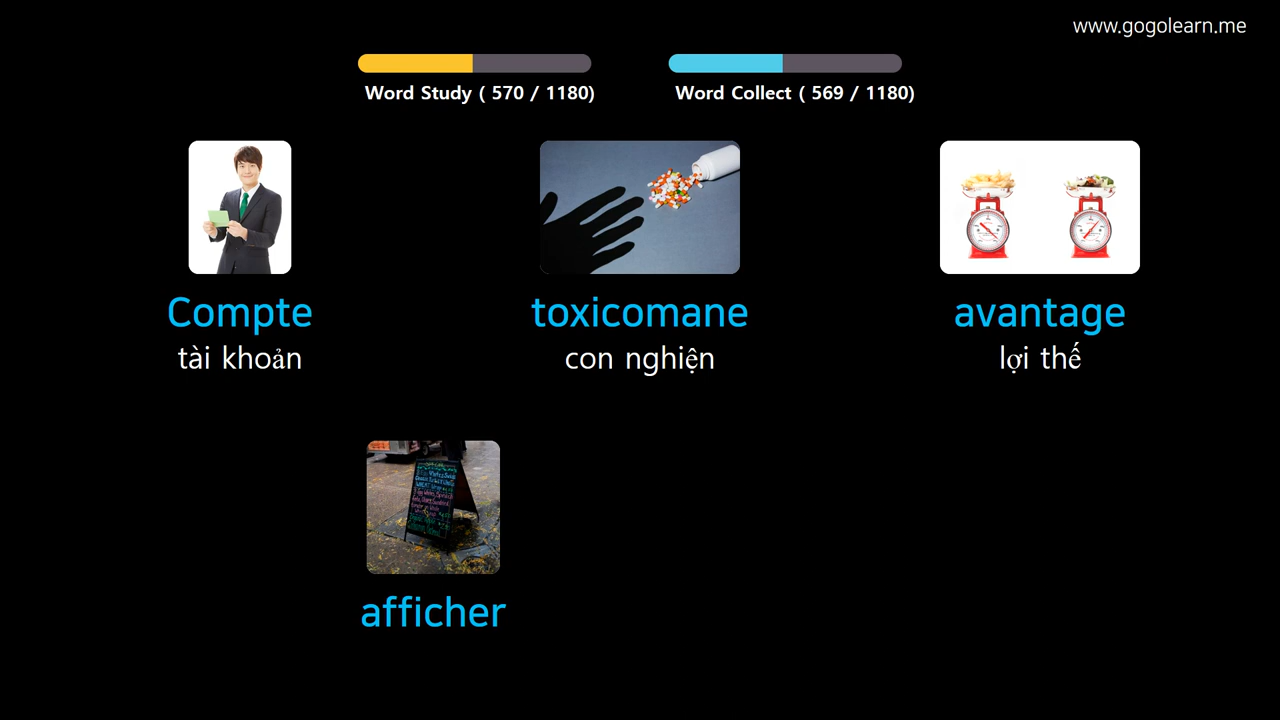 www.gogolearn.me
Word Study ( 570 / 1180)
Word Collect ( 569 / 1180)
Compte
tài khoản
toxicomane
con nghiện
avantage
lợi thế
afficher